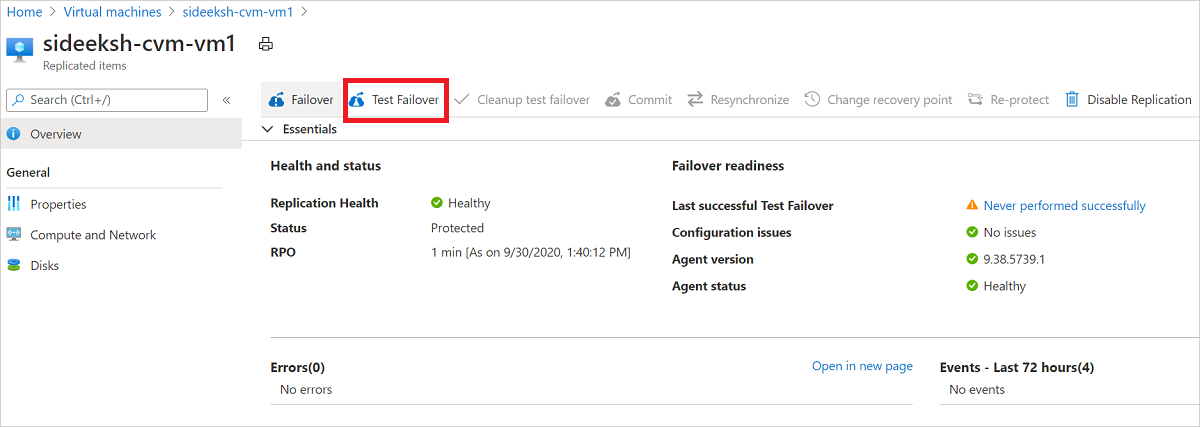 Home > Virtual machines > sideeksh-cvm-vm1 >
sideeksh-cvm-vm1
Replicated items
Search (Ctrl+/)
«
Overview
General
Properties
Compute and Network
Disks
Failover Test Failover Cleanup test failover Commit Resynchronize Change recovery point Re-protect Disable Replication
Essentials
Health and status
Replication Health Healthy
Status Protected
RPO 1 min [As on 9/30/2020, 1:40:12 PM]
Failover readiness
Last successful Test Failover Never performed successfully
Configuration issues No issues
Agent version 9.38.5739.1
Agent status Healthy
Errors(0) Open in new page
No errors
Events - Last 72 hours(4)
No events